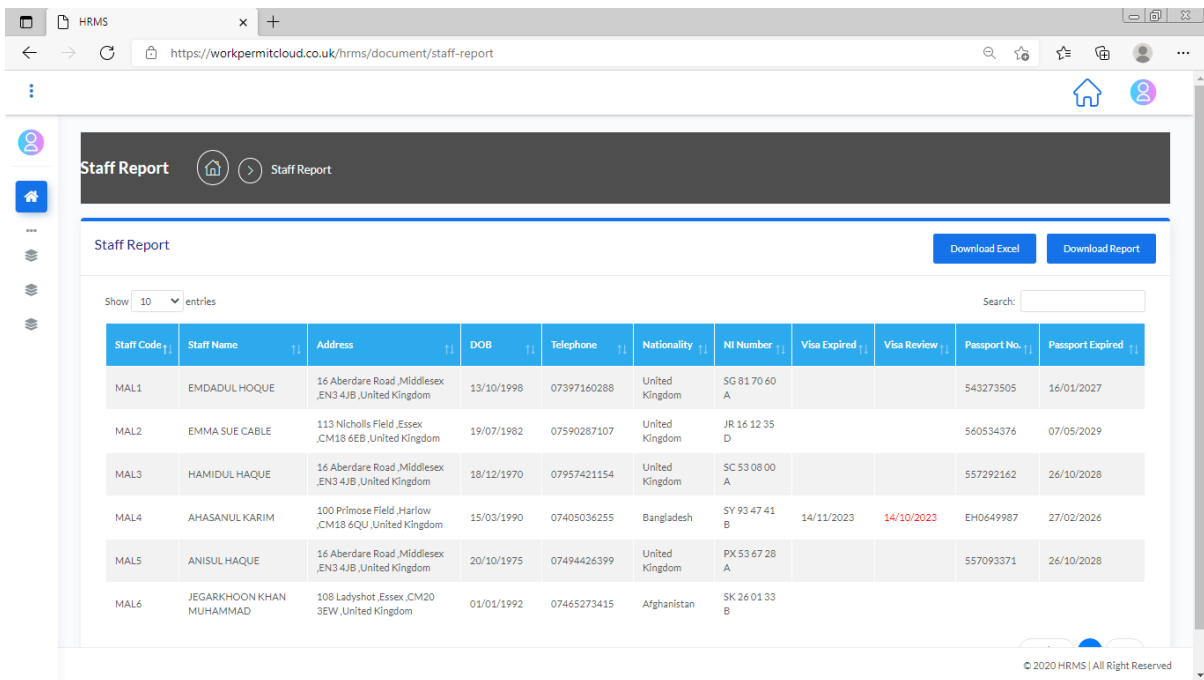 HRMS
https://workpermitcloud.co.uk/hrms/document/staff-report
Staff Report
Staff Report
Staff Report
Download Excel
Download Report
Show 10 entries
Search:
Staff Code Staff Name Address DOB Telephone Nationality NI Number Visa Expired Visa Review Passport No. Passport Expired
MAL1 EMDADUL HOQUE 16 Aberdare Road ,Middlesex 13/10/1998 07397160288 United SG 81 70 60 543273505 16/01/2027
,EN3 4JB ,United Kingdom Kingdom A
MAL2 EMMA SUE CABLE 113 Nicholls Field ,Essex 19/07/1982 07590287107 United JR 16 12 35 560534376 07/05/2029
,CM18 6EB ,United Kingdom Kingdom D
MAL3 HAMIDUL HAQUE 16 Aberdare Road ,Middlesex 18/12/1970 07957421154 United SC 53 08 00 557292162 26/10/2028
,EN3 4JB ,United Kingdom Kingdom A
MAL4 AHASANUL KARIM 100 Primose Field ,Harlow 15/03/1990 07405036255 Bangladesh SY 93 47 41 14/11/2023 14/10/2023 EH0649987 27/02/2026
,CM18 6QU ,United Kingdom B
MAL5 ANISUL HAQUE 16 Aberdare Road ,Middlesex 20/10/1975 07494426399 United PX 53 67 28 557093371 26/10/2028
,EN3 4JB ,United Kingdom Kingdom A
MAL6 JEGARKHOON KHAN 108 Ladyshot ,Essex ,CM20 01/01/1992 07465273415 Afghanistan SK 26 01 33
MUHAMMAD 3EW ,United Kingdom B
© 2020 HRMS | All Right Reserved